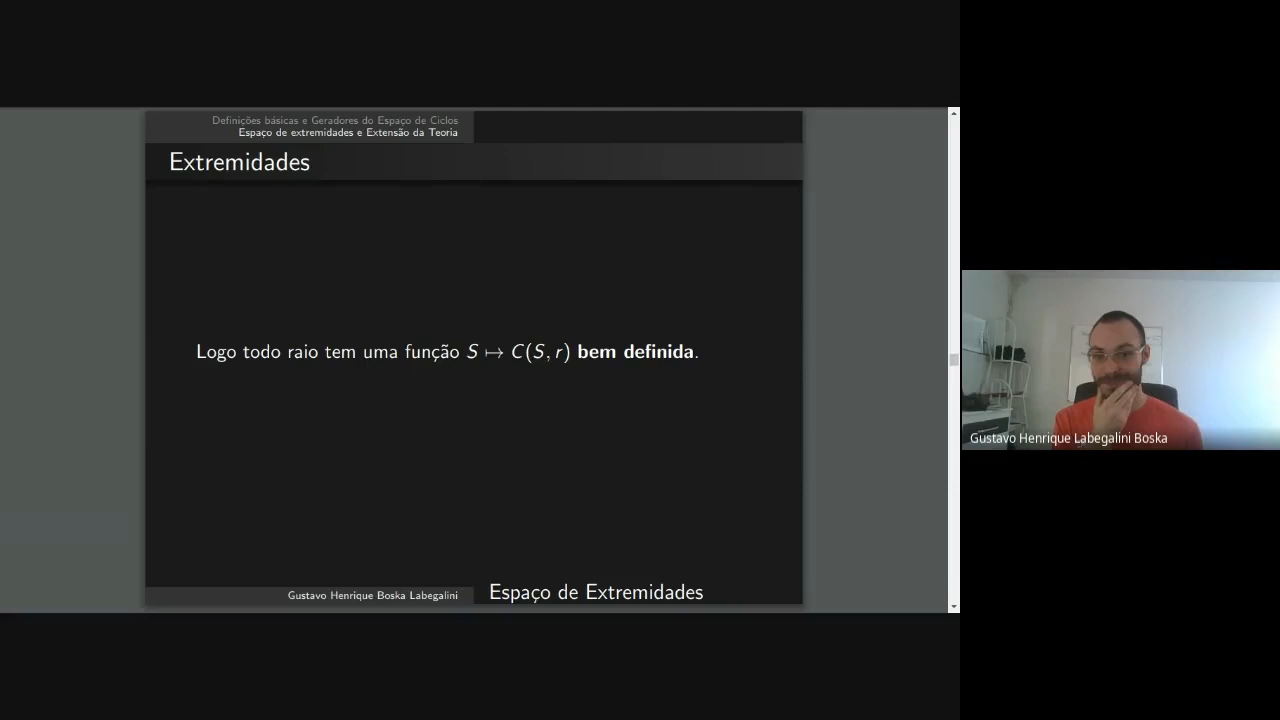 Definições básicas e Geradores do Espaço de Ciclos
Espaço de extremidades e Extensão da Teoria
Extremidades
Logo todo raio tem uma função S ↦ C(S, r) bem definida.
Gustavo Henrique Boska Labegalini
Espaço de Extremidades
Gustavo Henrique Labegalini Boska